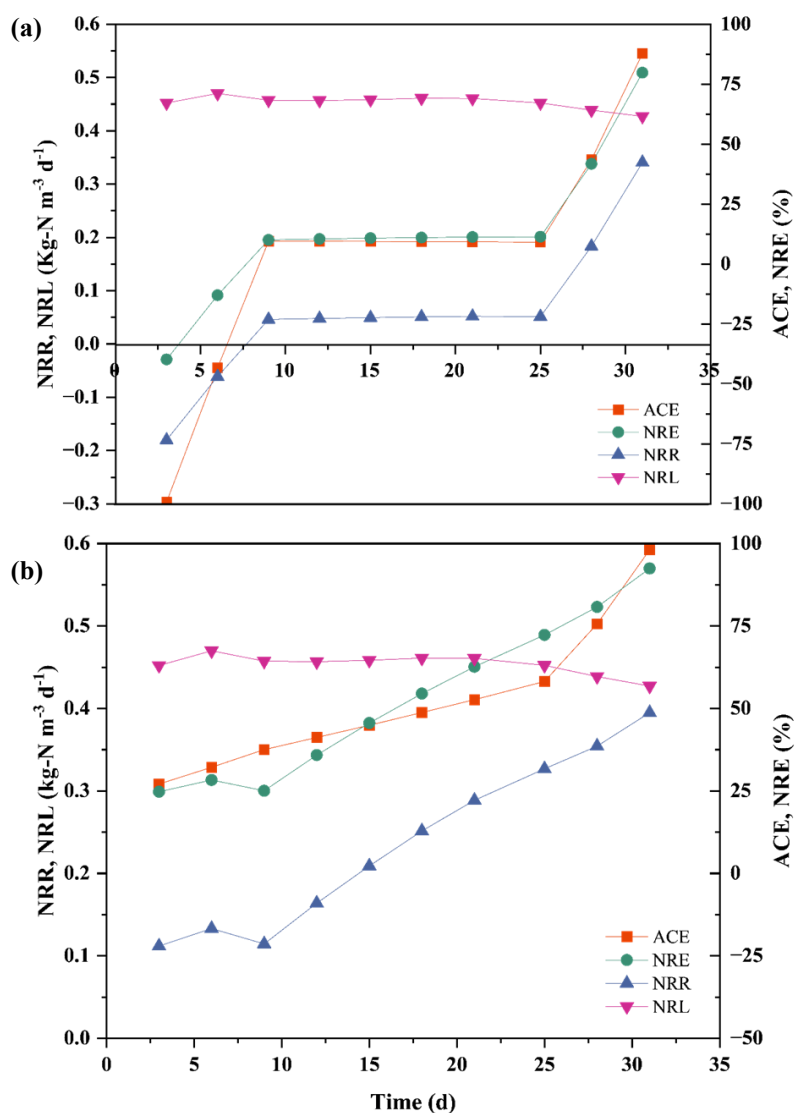 (a)
NRR, NRL (Kg-N m⁻³ d⁻¹)
0.6
0.5
0.4
0.3
0.2
0.1
0.0
−0.1
−0.2
−0.3
0 5 10 15 20 25 30 35
100
75
50
25
0
−25
−50
−75
−100
ACE, NRE (%)
ACE
NRE
NRR
NRL
(b)
NRR, NRL (kg-N m⁻³ d⁻¹)
0.6
0.5
0.4
0.3
0.2
0.1
0.0
0 5 10 15 20 25 30 35
100
75
50
25
0
−25
−50
ACE, NRE (%)
ACE
NRE
NRR
NRL
Time (d)